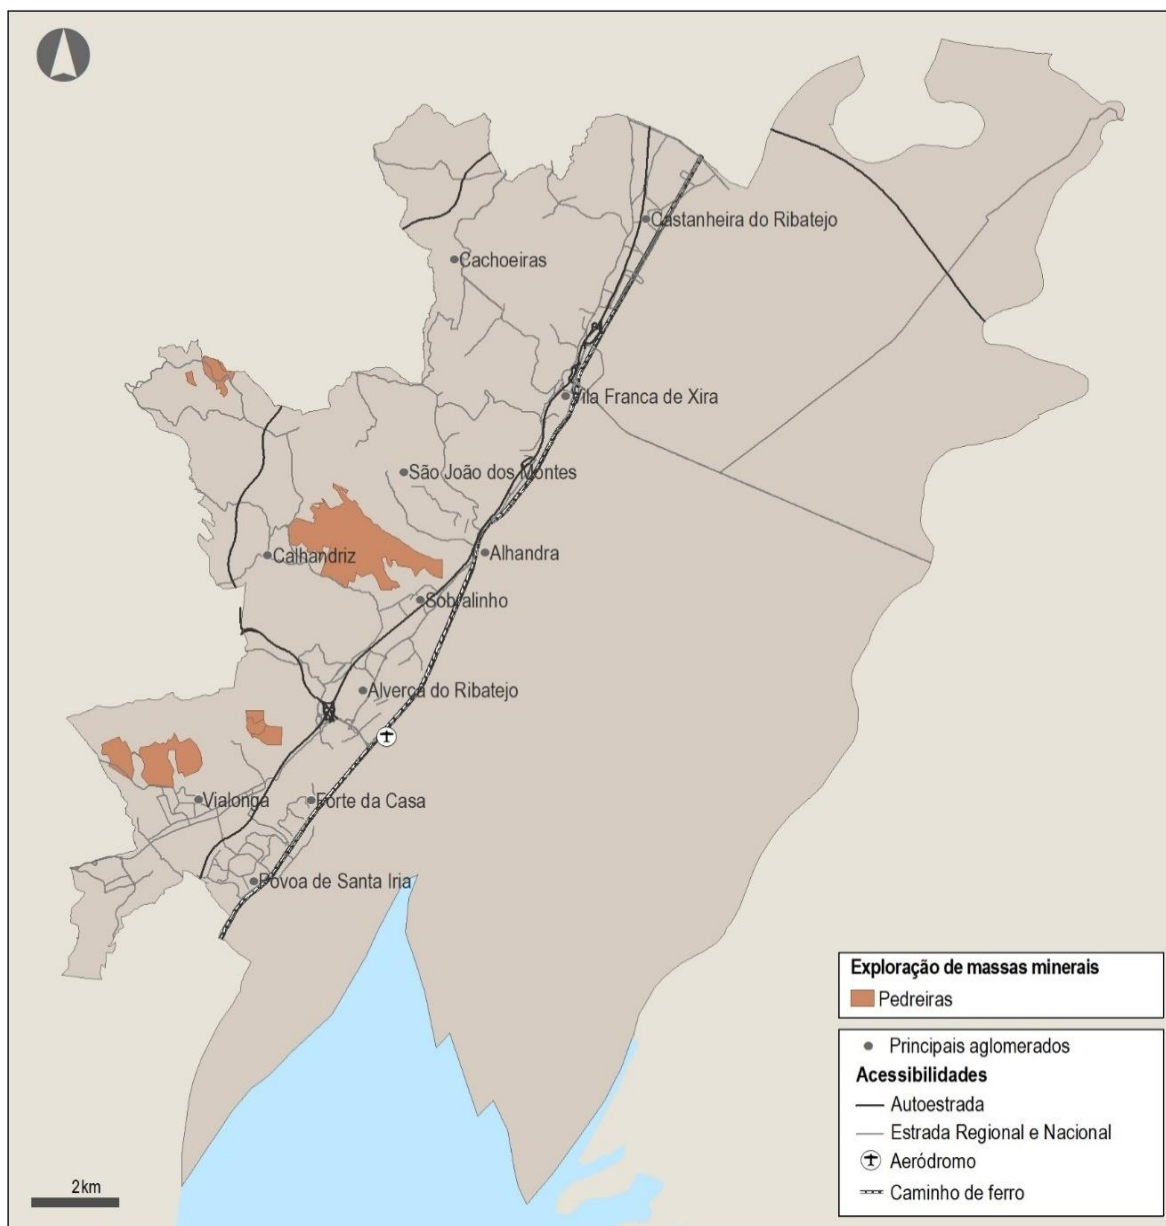 Castanheira do Ribatejo
Cachoeiras
Vila Franca de Xira
São João dos Montes
Calhandriz
Alhandra
Sobralinho
Alverca do Ribatejo
Vialonga
Forte da Casa
Póvoa de Santa Iria
Exploração de massas minerais
Pedreiras
Principais aglomerados
Acessibilidades
Autoestrada
Estrada Regional e Nacional
Aeródromo
Caminho de ferro
2km